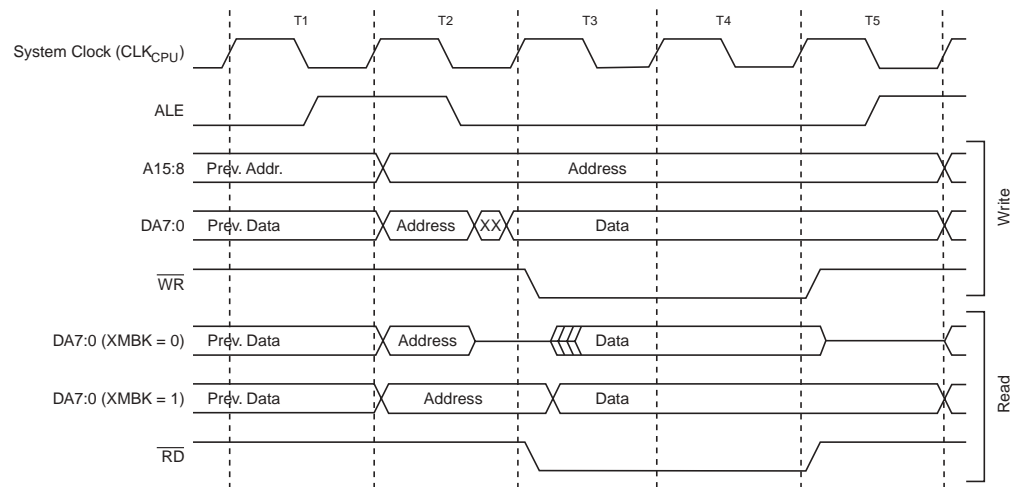 T1 T2 T3 T4 T5
System Clock (CLKCPU)
ALE
A15:8 Prev. Addr. Address
DA7:0 Prev. Data Address XX Data
WR
Write
DA7:0 (XMBK = 0) Prev. Data Address Data
DA7:0 (XMBK = 1) Prev. Data Address Data
RD
Read